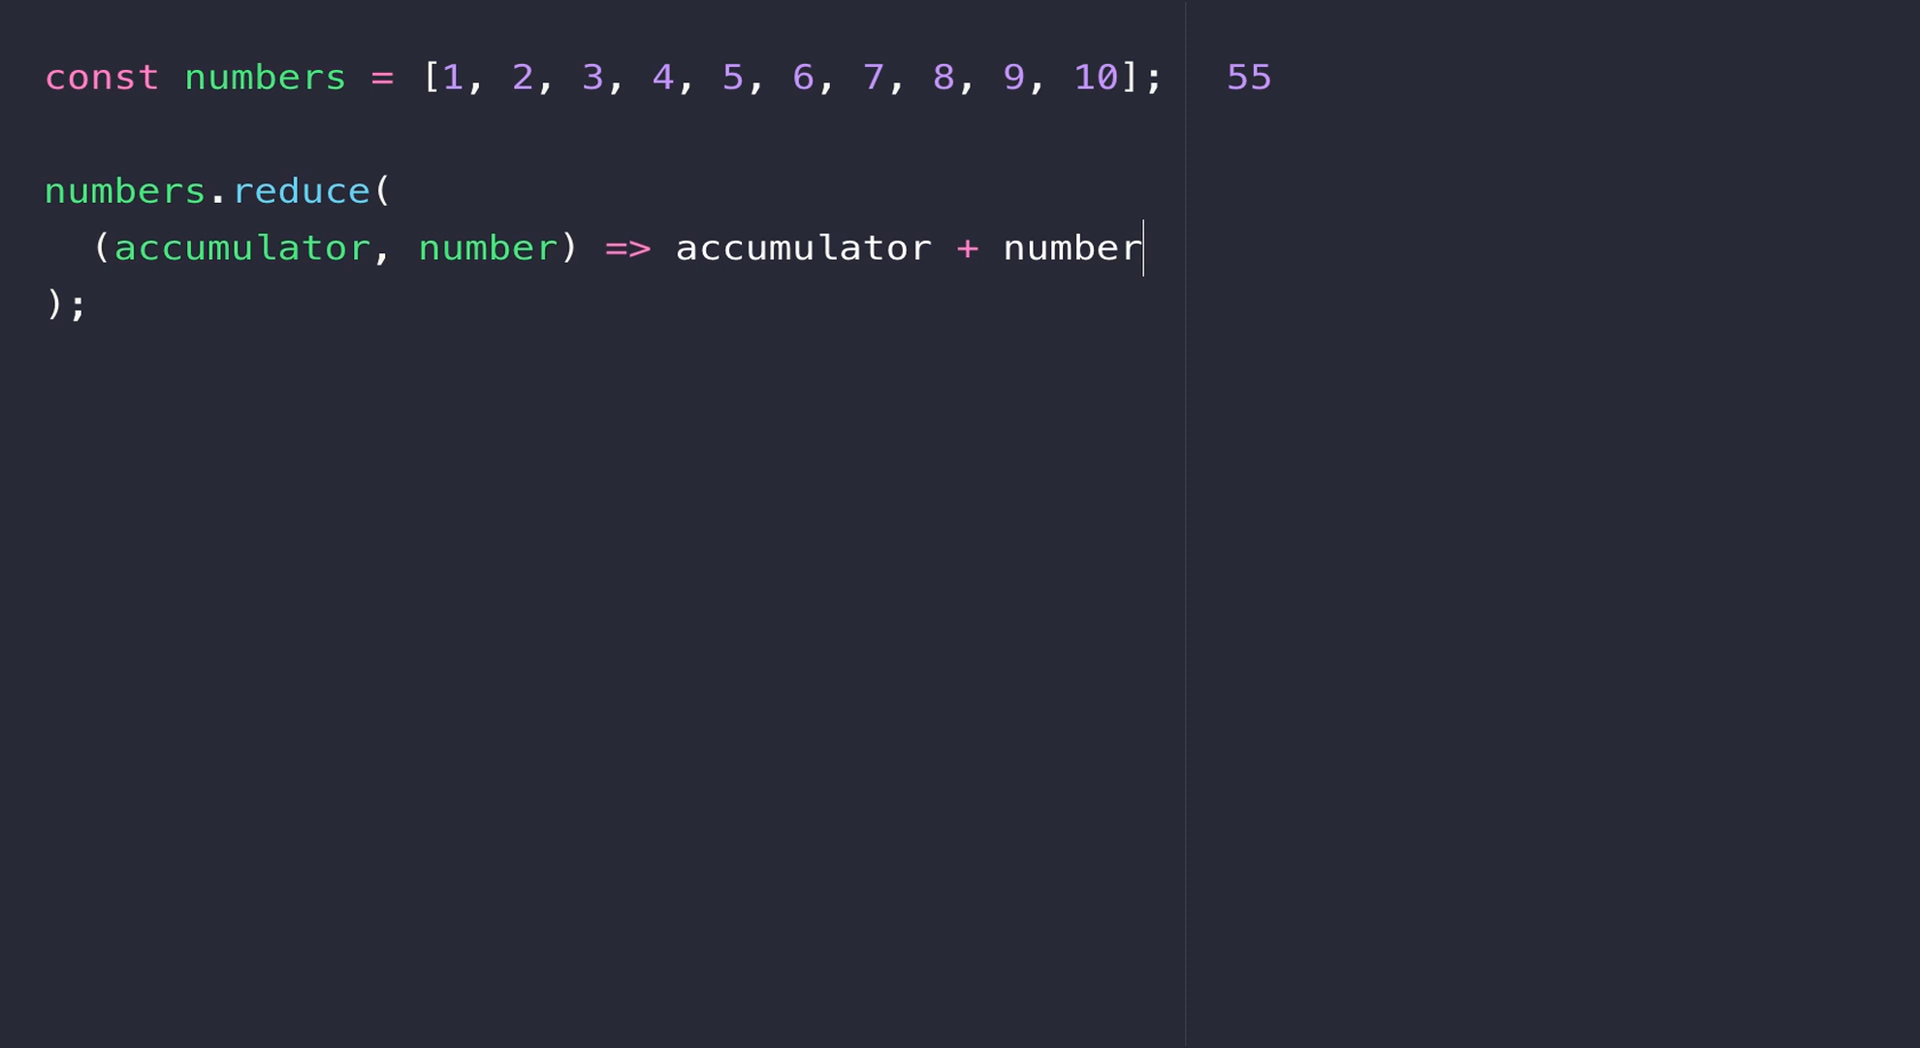 const numbers = [1, 2, 3, 4, 5, 6, 7, 8, 9, 10];
numbers.reduce(
  (accumulator, number) => accumulator + number
);
55